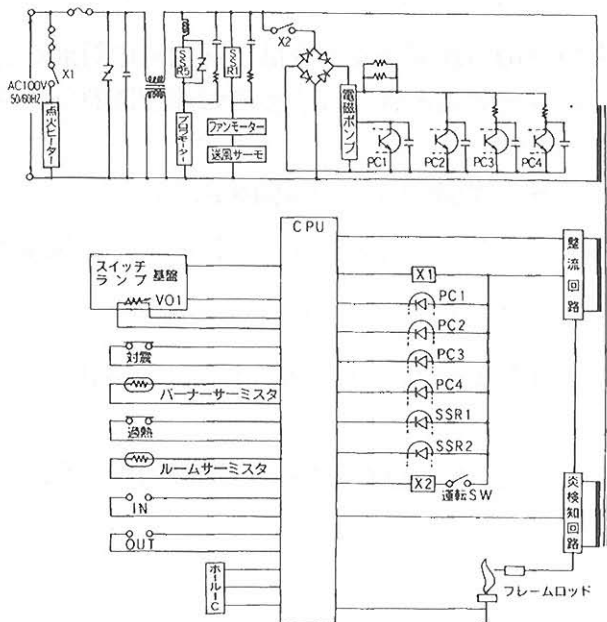 X2
X1
AC100V
50/60HZ
点火ヒーター
ブロワモーター
ファンモーター
送風サーモ
電磁ポンプ
PC1
PC2
PC3
PC4
CPU
スイッチ
ランプ 基盤
VO1
対震
バーナーサーミスタ
過熱
ルームサーミスタ
IN
OUT
ホールIC
X1
PC1
PC2
PC3
PC4
SSR1
SSR2
X2
運転SW
整流回路
炎検知回路
フレームロッド